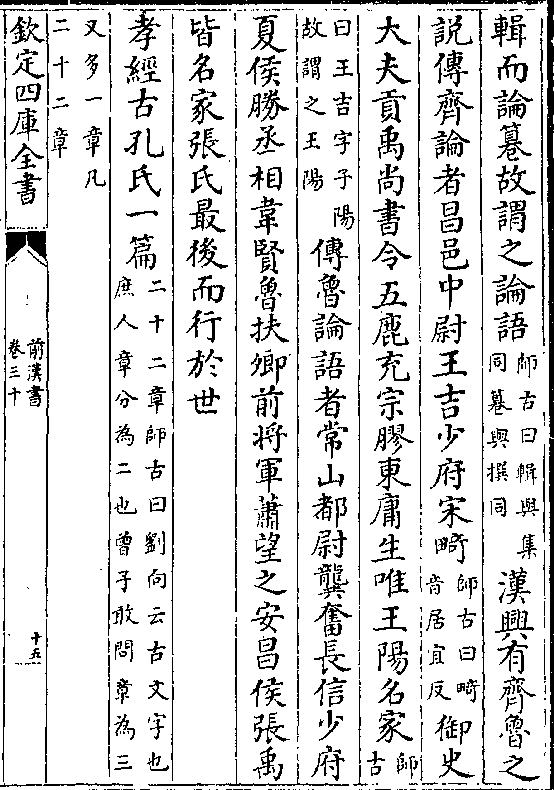 輯而論篹故謂之論語師古曰輯與集同篹與撰同漢興有齊魯之
說傳齊論者昌邑中尉王吉少府宋畸師古曰畸音居宜反御史
大夫貢禹尚書令五鹿充宗膠東庸生唯王陽名家師古
曰王吉字子陽故謂之王陽傳魯論語者常山都尉龔奮長信少府
夏侯勝丞相韋賢魯扶卿前將軍蕭望之安昌侯張禹
皆名家張氏最後而行於世
孝經古孔氏一篇二十二章師古曰劉向云古文字也庶人章分為二也曾子敢問章為三
又多一章凡二十二章
欽定四庫全書
前漢書
卷三十
十五